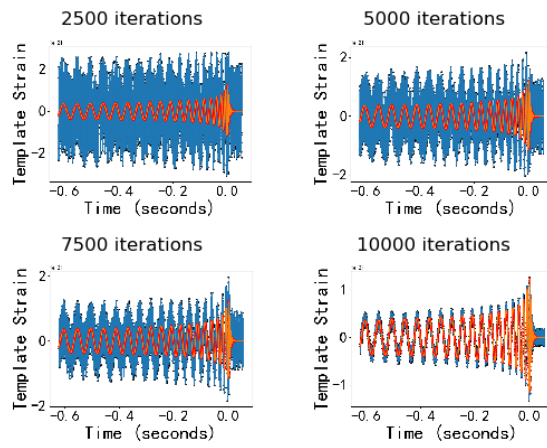 2500 iterations
5000 iterations
Template Strain
2
0
-2
-0.6
-0.4
-0.2
0.0
Time (seconds)
Template Strain
2
0
-2
-0.6
-0.4
-0.2
0.0
Time (seconds)
7500 iterations
10000 iterations
Template Strain
2
0
-2
-0.6
-0.4
-0.2
0.0
Time (seconds)
Template Strain
1
0
-1
-0.6
-0.4
-0.2
0.0
Time (seconds)